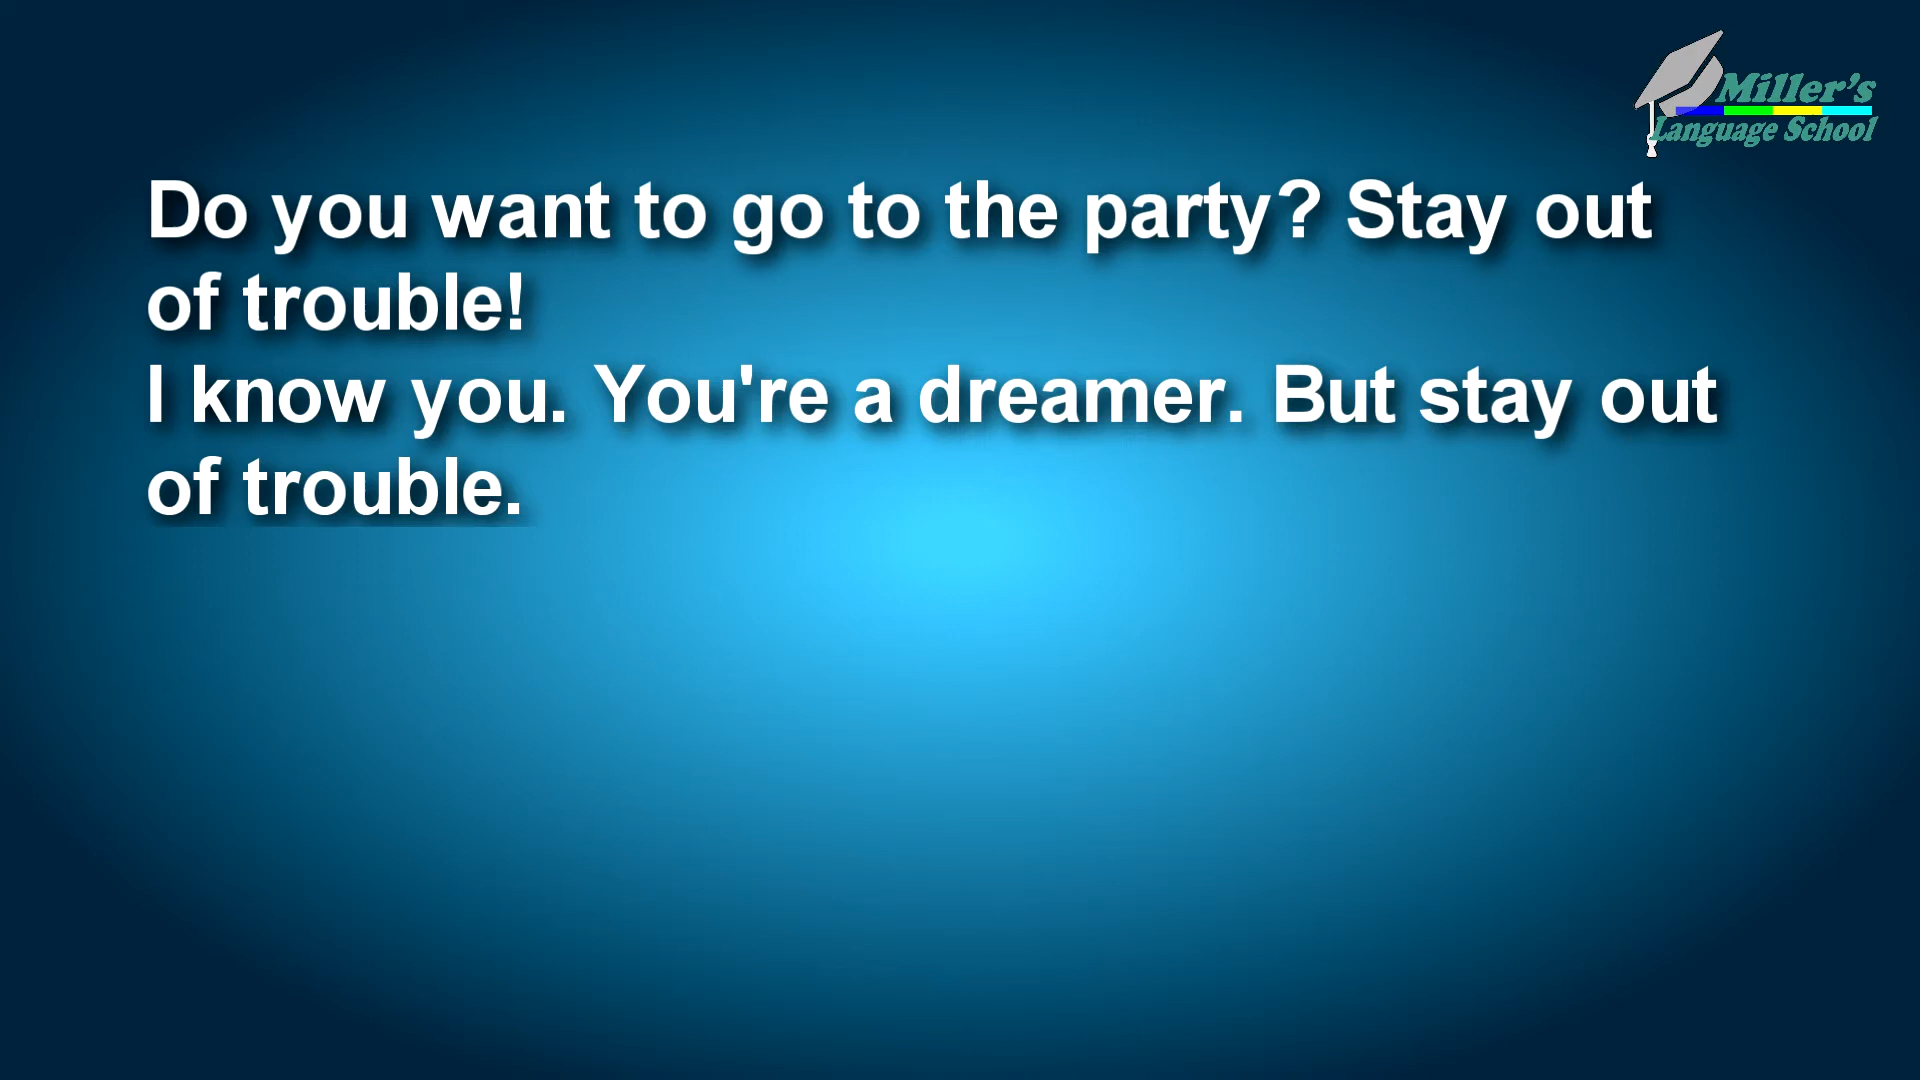 Miller's
Language School
Do you want to go to the party? Stay out
of trouble!
I know you. You're a dreamer. But stay out
of trouble.